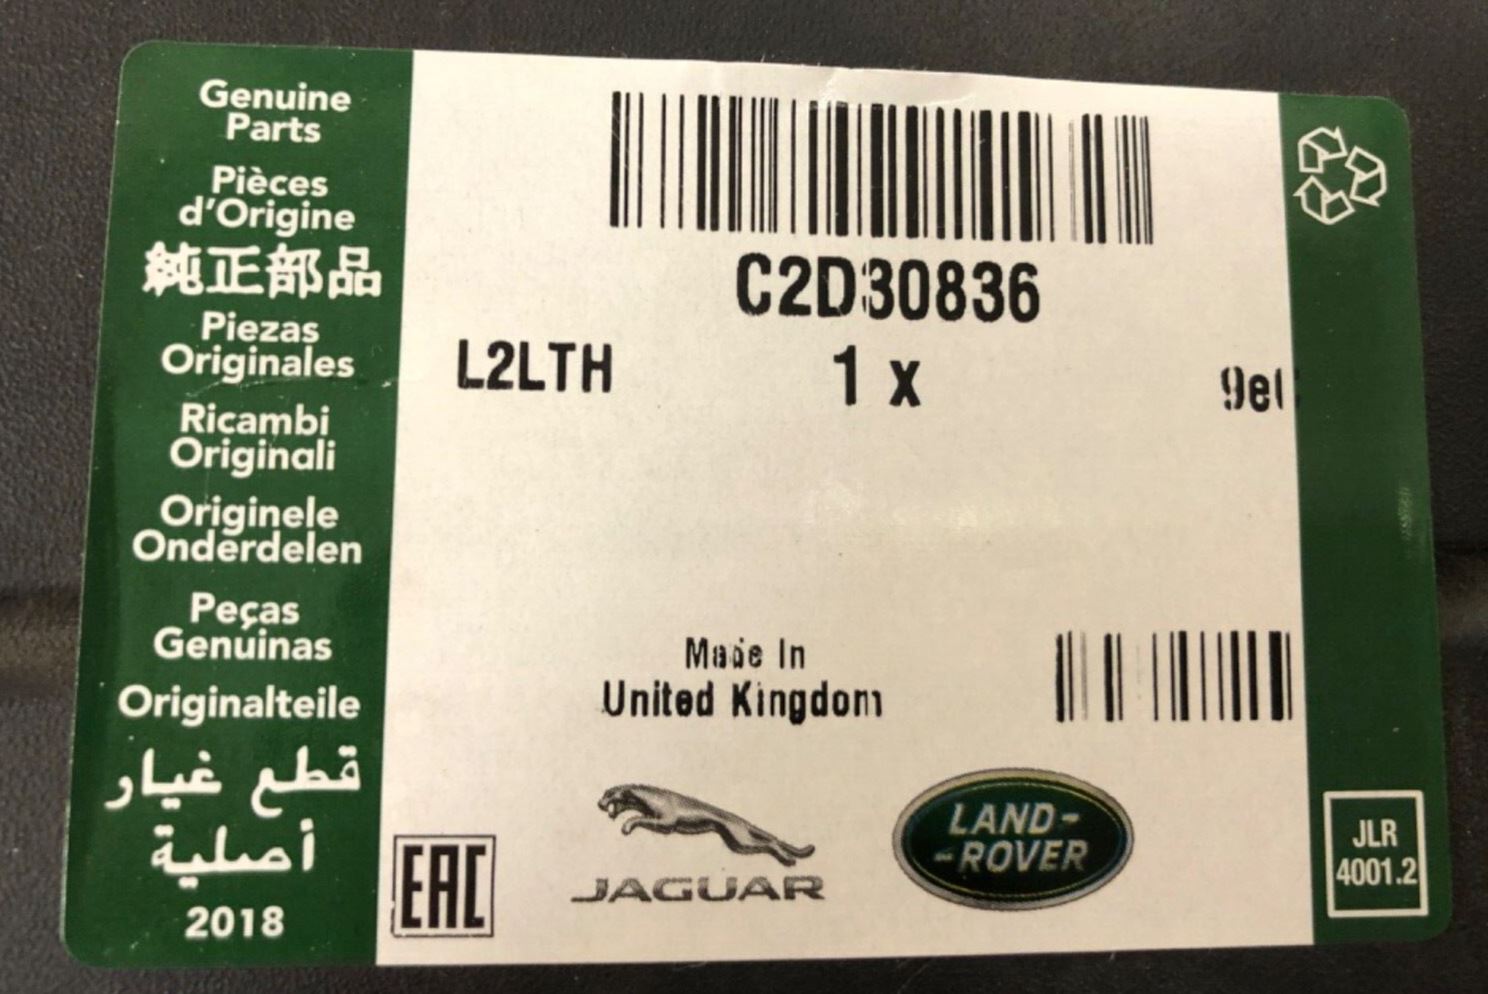 Genuine
Parts
Pièces
d'Origine
純正部品
Piezas
Originales
Ricambi
Originali
Originele
Onderdelen
Peças
Genuínas
Originalteile
قطع غيار
أصلية
2018
C2D30836
L2LTH
1 x
Made In
United Kingdom
EAC
JAGUAR
LAND-
-ROVER
JLR
4001.2